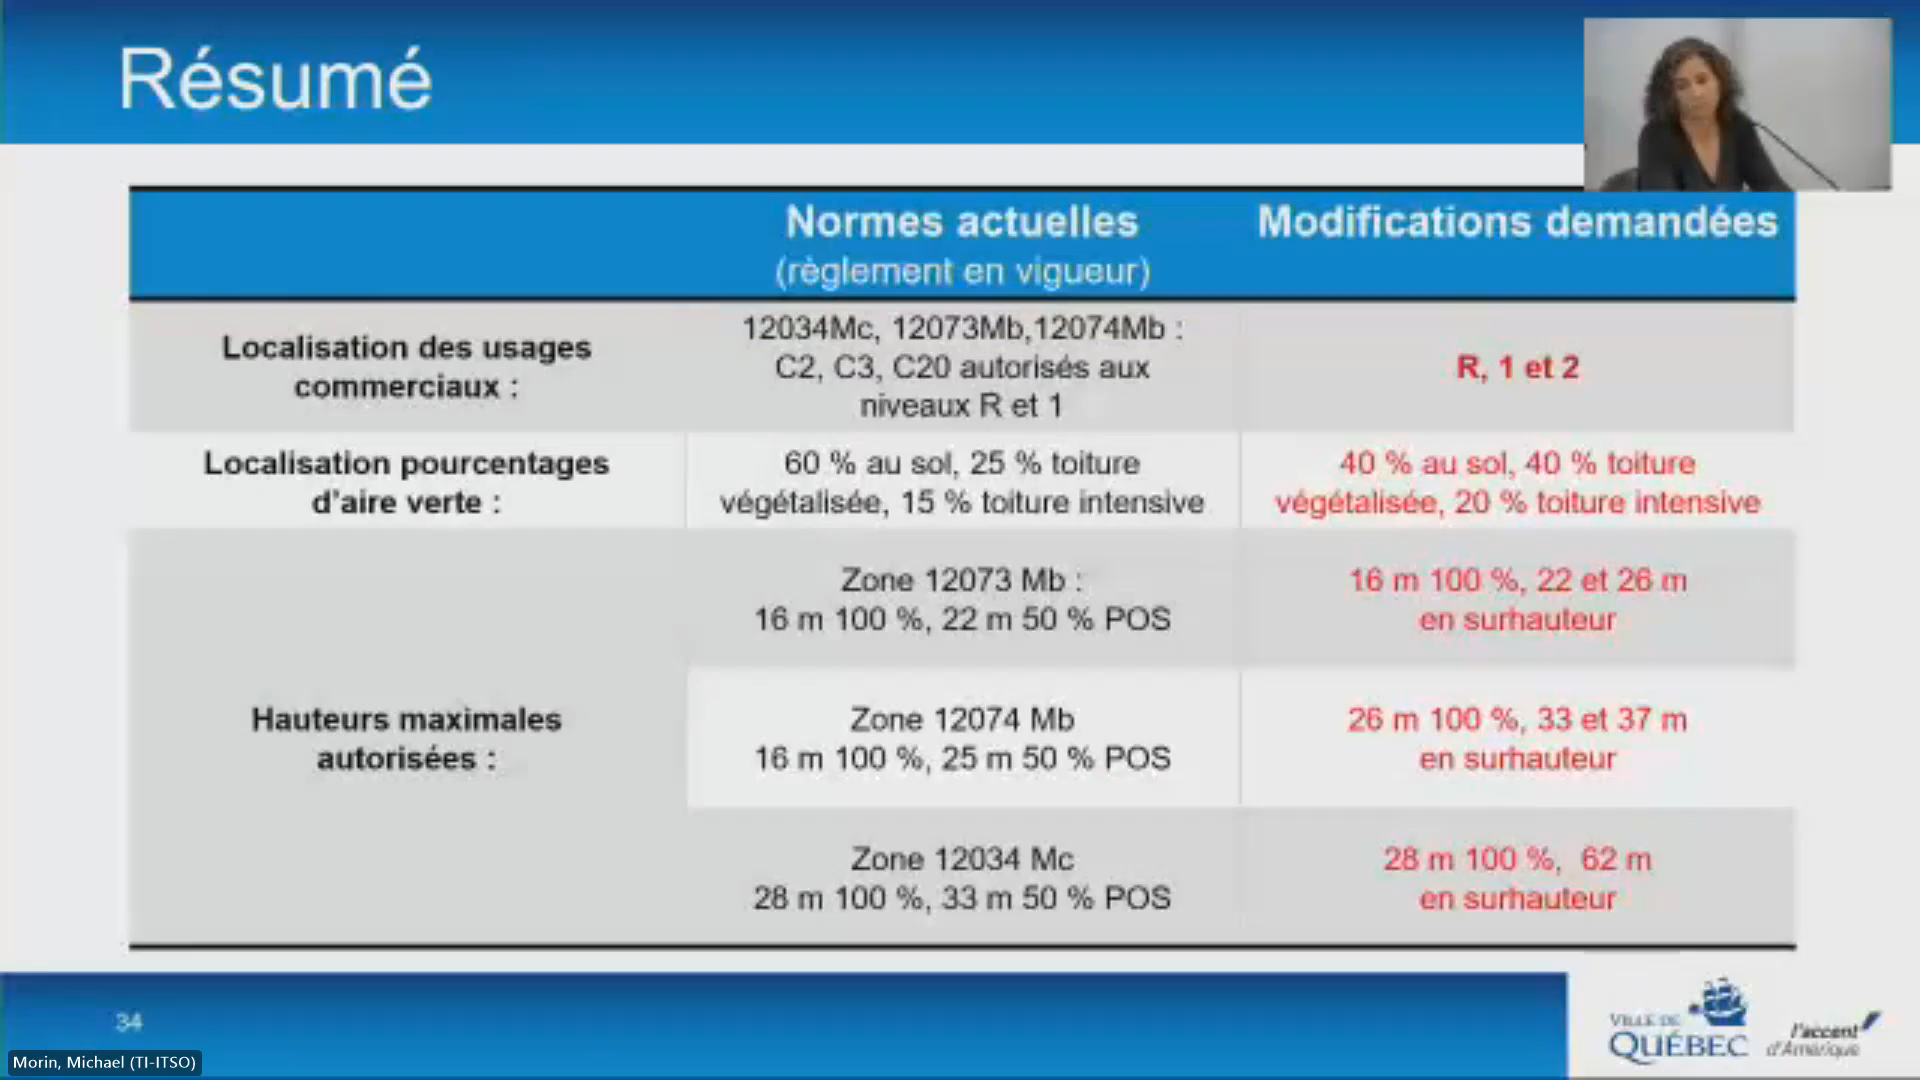 Résumé
Normes actuelles
(règlement en vigueur)
Modifications demandées
Localisation des usages
commerciaux :
12034Mc, 12073Mb,12074Mb :
C2, C3, C20 autorisés aux
niveaux R et 1
R, 1 et 2
Localisation pourcentages
d'aire verte :
60 % au sol, 25 % toiture
végétalisée, 15 % toiture intensive
40 % au sol, 40 % toiture
végétalisée, 20 % toiture intensive
Hauteurs maximales
autorisées :
Zone 12073 Mb :
16 m 100 %, 22 m 50 % POS
16 m 100 %, 22 et 26 m
en surhauteur
Zone 12074 Mb
16 m 100 %, 25 m 50 % POS
26 m 100 %, 33 et 37 m
en surhauteur
Zone 12034 Mc
28 m 100 %, 33 m 50 % POS
28 m 100 %, 62 m
en surhauteur
34
VILLE DE
QUÉBEC
l'accent
d'Amérique
Morin, Michael (TI-ITSO)